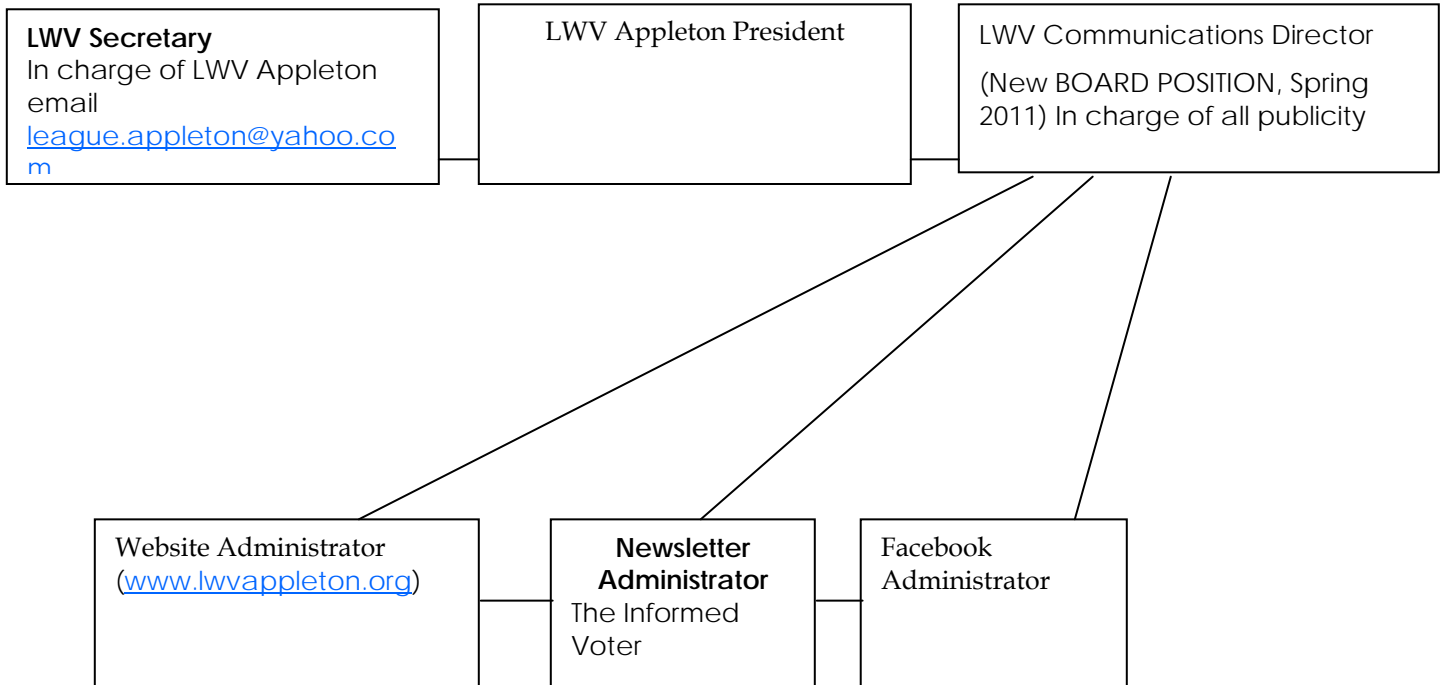 LWV Secretary
In charge of LWV Appleton
email
league.appleton@yahoo.co
m
LWV Appleton President
LWV Communications Director
(New BOARD POSITION, Spring
2011) In charge of all publicity
Website Administrator
(www.lwvappleton.org)
Newsletter
Administrator
The Informed
Voter
Facebook
Administrator